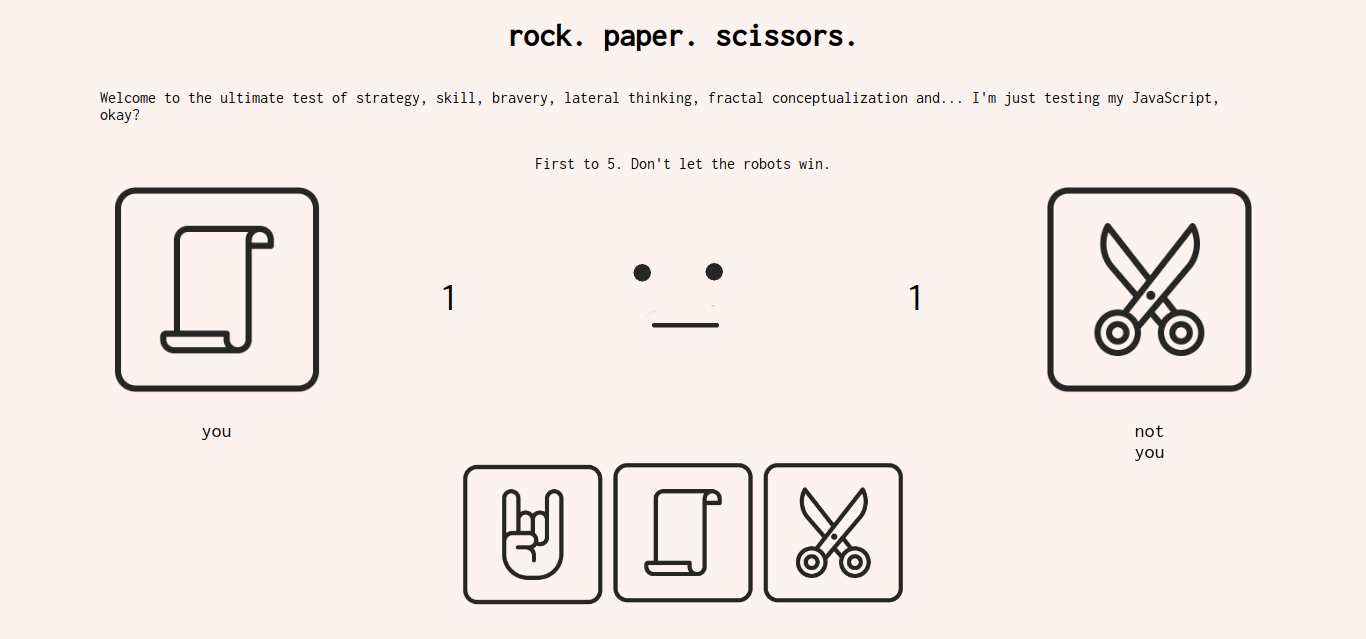 rock. paper. scissors.
Welcome to the ultimate test of strategy, skill, bravery, lateral thinking, fractal conceptualization and... I'm just testing my JavaScript,
okay?
First to 5. Don't let the robots win.
1
1
you
not
you